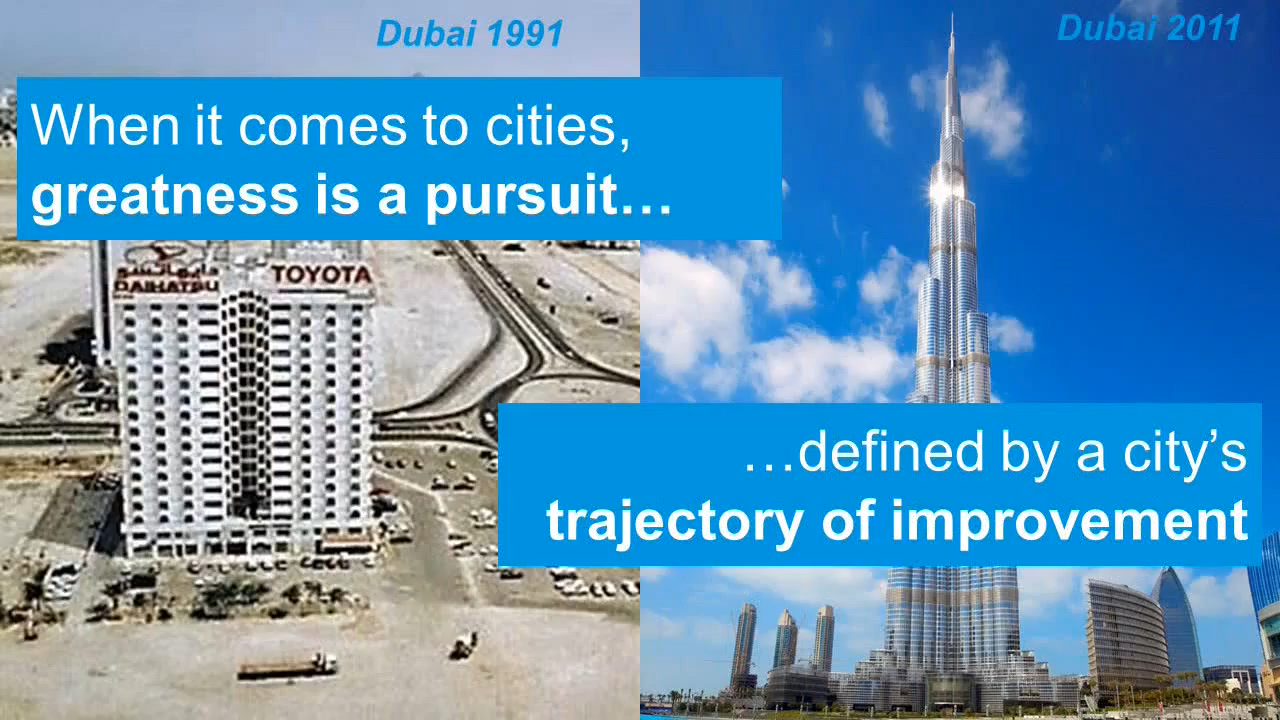 Dubai 1991
Dubai 2011
When it comes to cities,
greatness is a pursuit…
DAIHATSU
TOYOTA
…defined by a city’s
trajectory of improvement